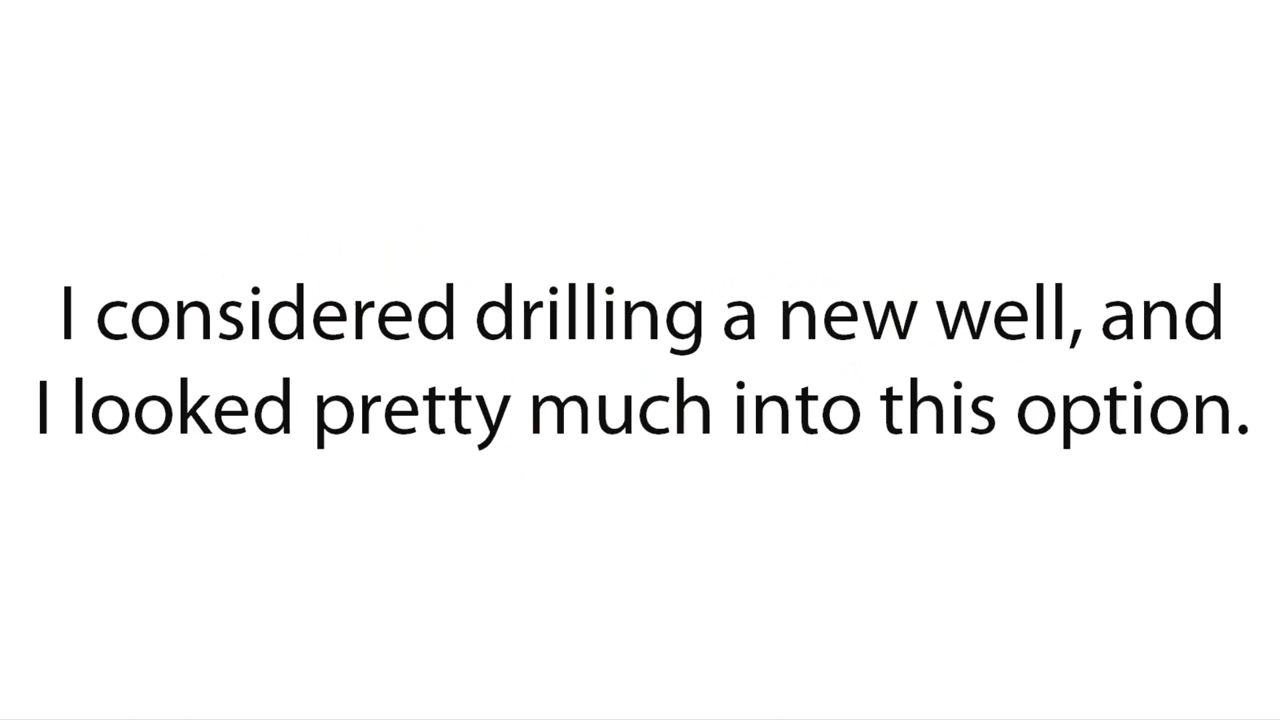 I considered drilling a new well, and
I looked pretty much into this option.